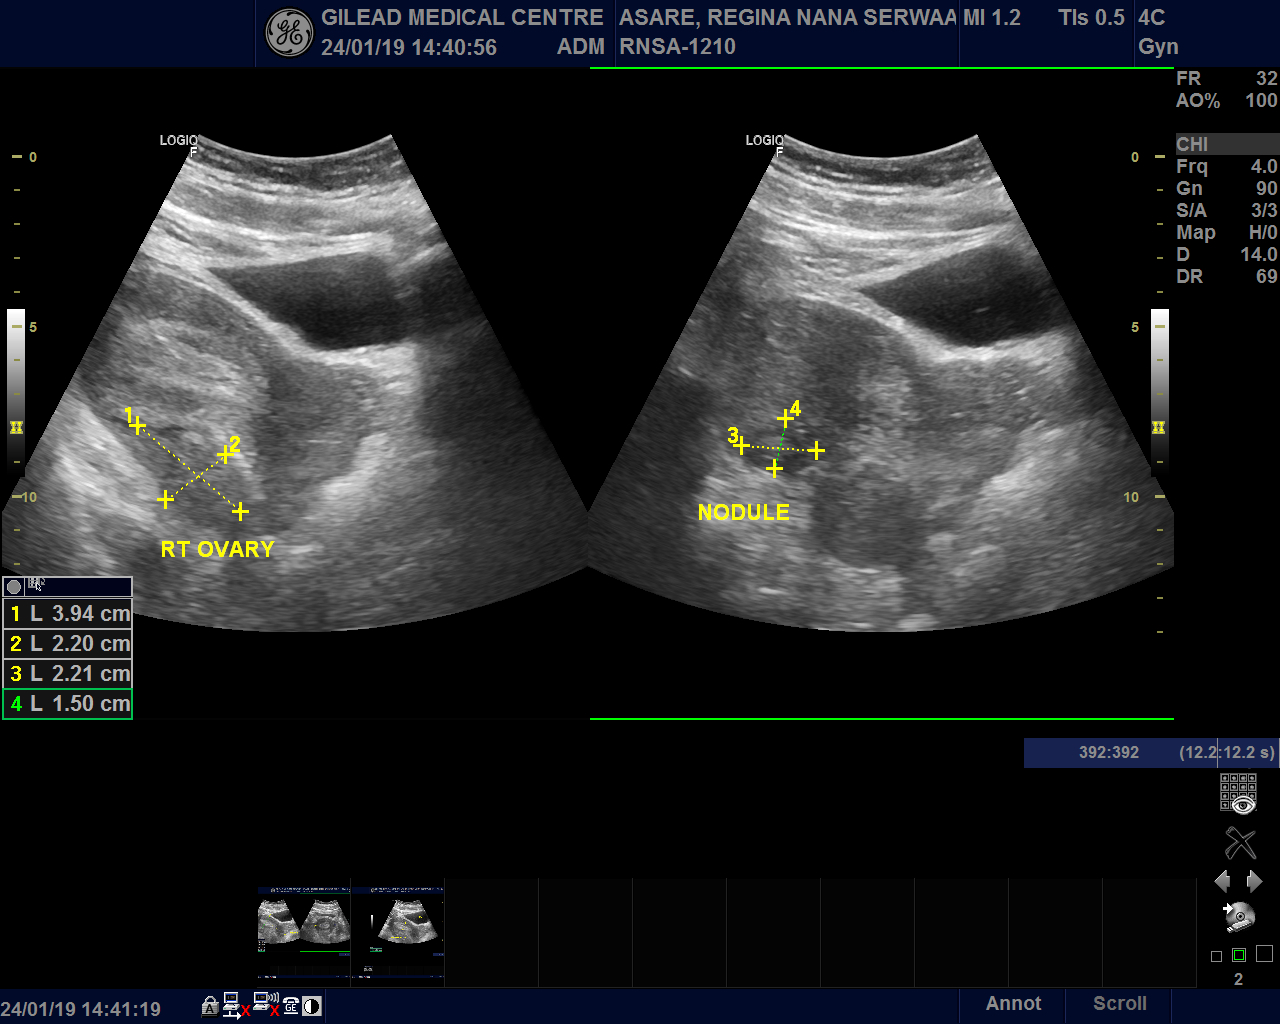 GILEAD MEDICAL CENTRE
24/01/19 14:40:56 ADM
ASARE, REGINA NANA SERWAA
RNSA-1210
MI 1.2 TIs 0.5
4C
Gyn
FR 32
AO% 100
CHI
Frq 4.0
Gn 90
S/A 3/3
Map H/0
D 14.0
DR 69
LOGIQ
F
0
5
10
1
2
RT OVARY
LOGIQ
F
0
5
10
3
4
NODULE
1 L 3.94 cm
2 L 2.20 cm
3 L 2.21 cm
4 L 1.50 cm
392:392 (12.2:12.2 s)
2
24/01/19 14:41:19
Annot
Scroll